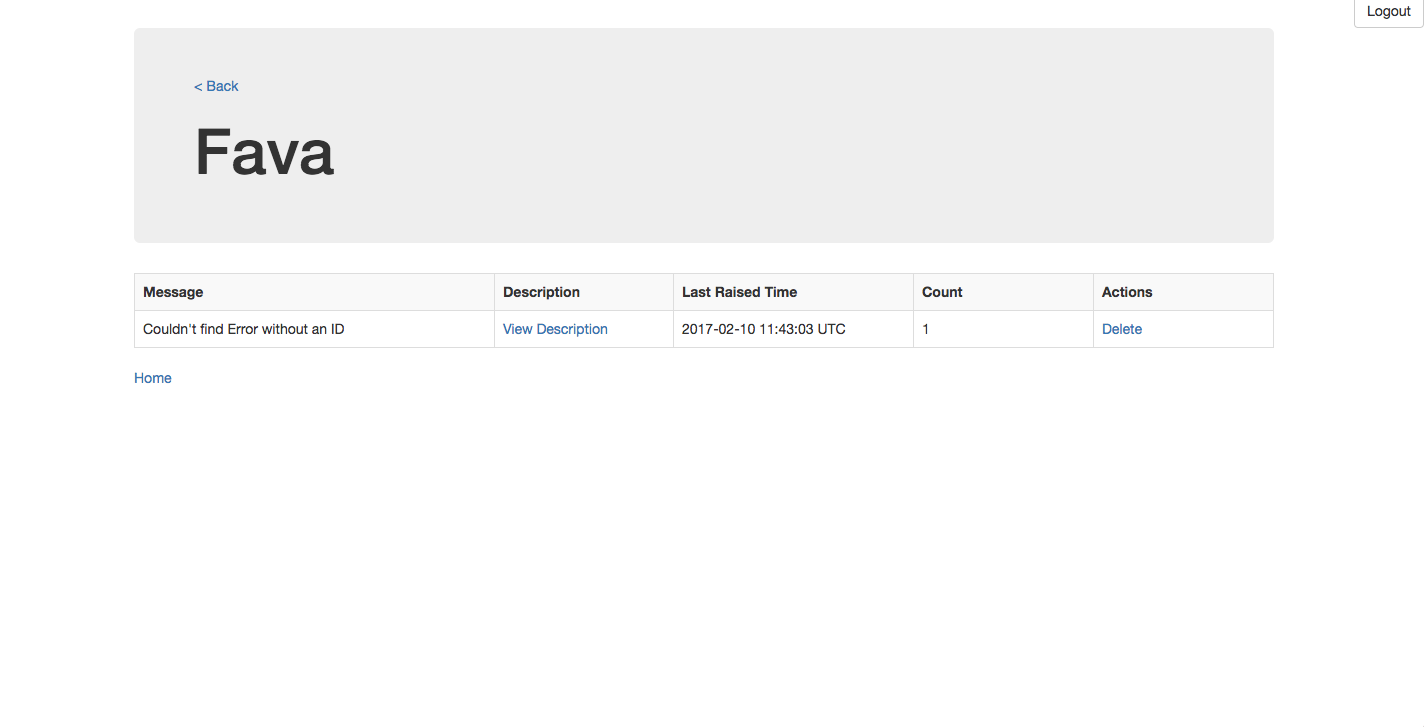 Logout
< Back
Fava
Message Description Last Raised Time Count Actions
Couldn't find Error without an ID View Description 2017-02-10 11:43:03 UTC 1 Delete
Home